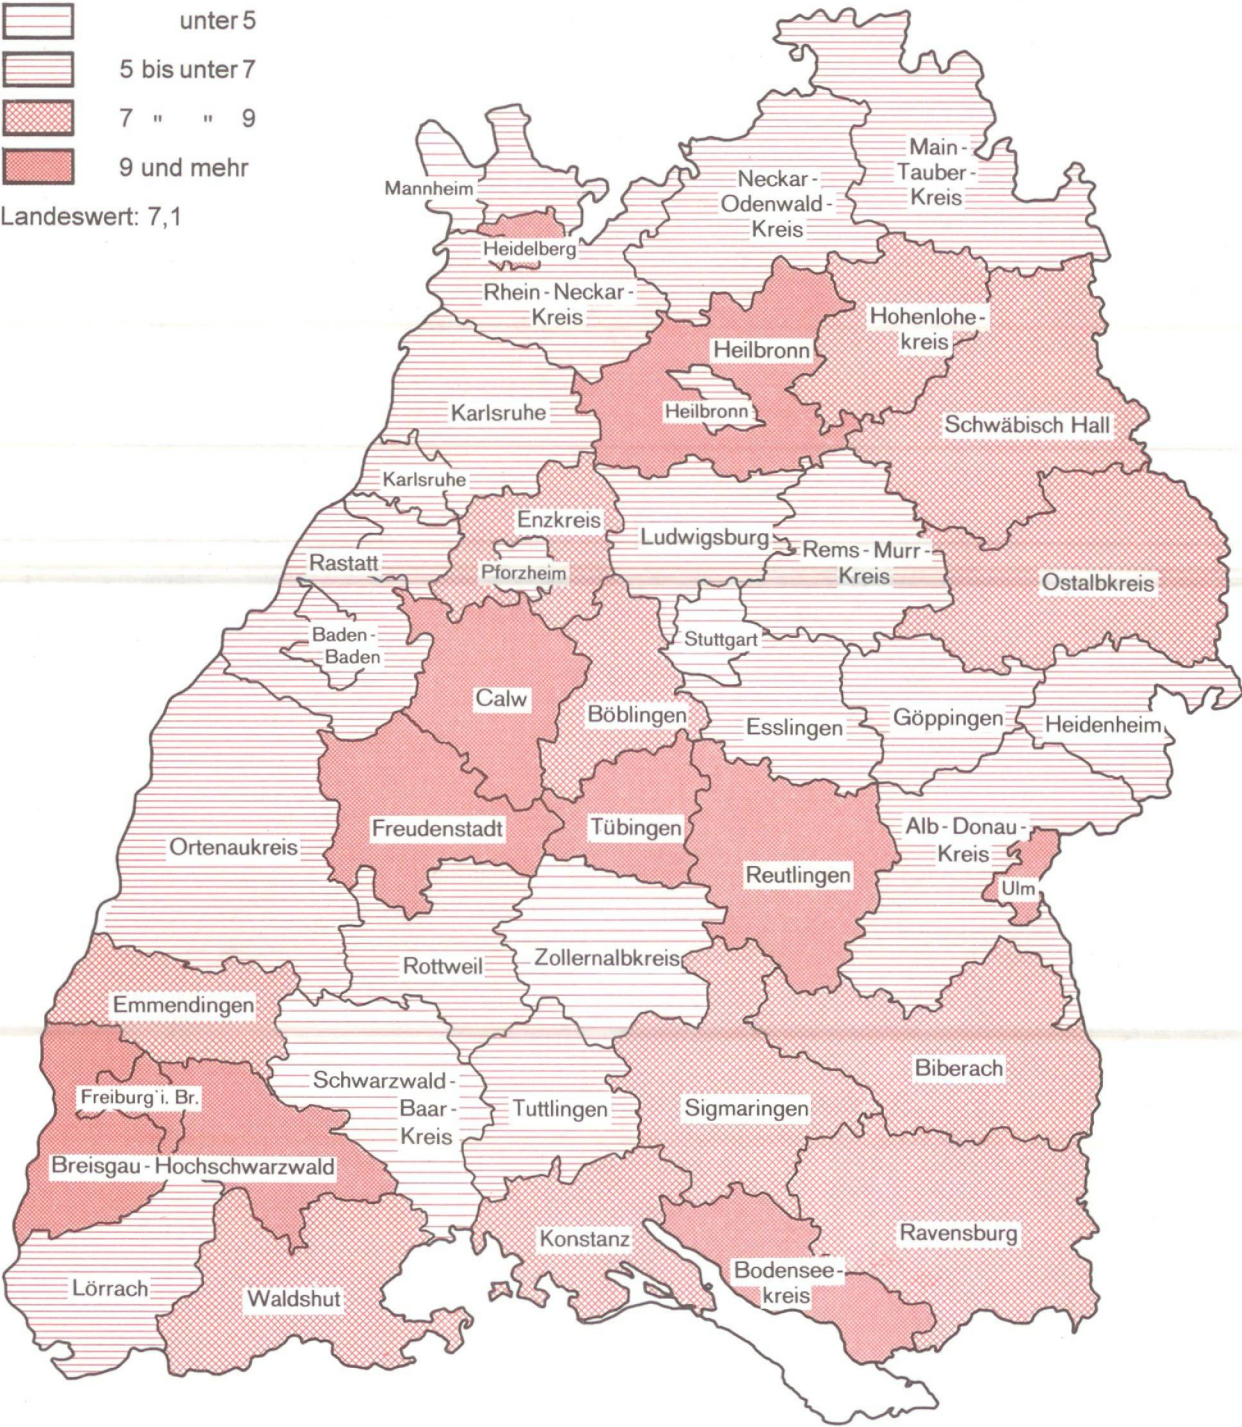 unter 5
5 bis unter 7
7 " " 9
9 und mehr
Landeswert: 7,1
Main-
Tauber-
Kreis
Neckar-
Odenwald-
Kreis
Mannheim
Heidelberg
Rhein-Neckar-
Kreis
Hohenlohe-
kreis
Heilbronn
Heilbronn
Karlsruhe
Schwäbisch Hall
Karlsruhe
Enzkreis
Ludwigsburg
Rems-Murr-
Kreis
Rastatt
Pforzheim
Ostalbkreis
Baden-
Baden
Stuttgart
Calw
Böblingen
Esslingen
Göppingen
Heidenheim
Freudenstadt
Tübingen
Alb-Donau-
Kreis
Ortenaukreis
Reutlingen
Ulm
Rottweil
Zollernalbkreis
Emmendingen
Biberach
Schwarzwald-
Baar-
Kreis
Freiburg i. Br.
Tuttlingen
Sigmaringen
Breisgau-Hochschwarzwald
Konstanz
Ravensburg
Lörrach
Waldshut
Bodensee-
kreis